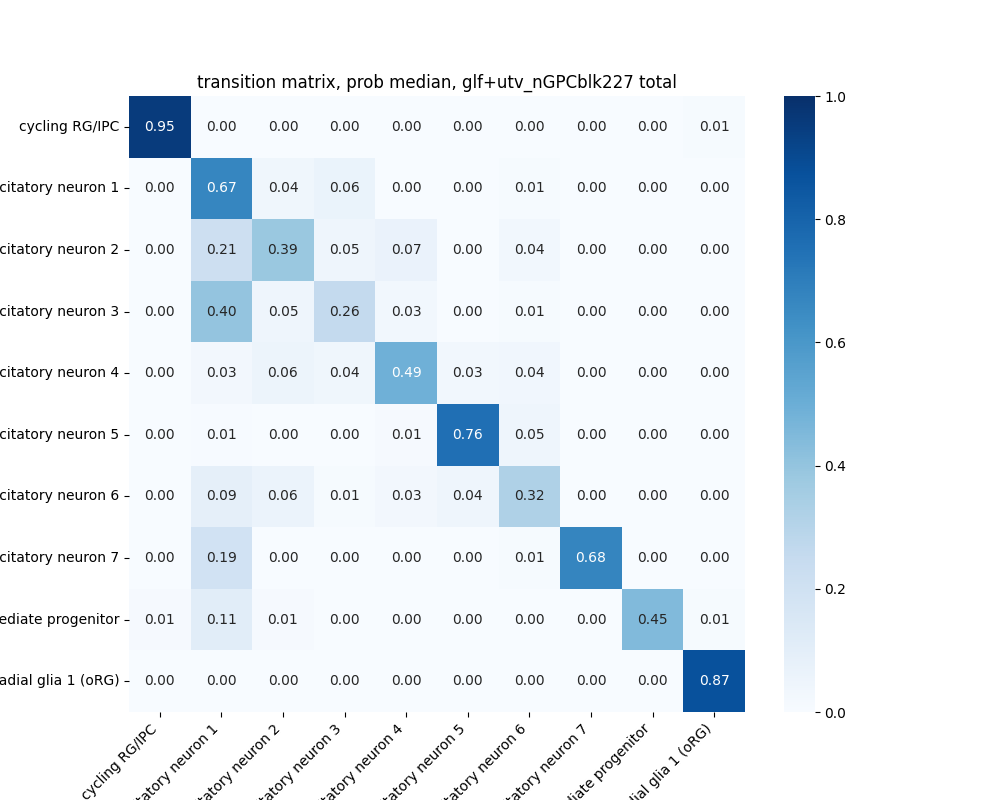 transition matrix, prob median, glf+utv_nGPCblk227 total
cycling RG/IPC 0.95 0.00 0.00 0.00 0.00 0.00 0.00 0.00 0.00 0.01
citatory neuron 1 0.00 0.67 0.04 0.06 0.00 0.00 0.01 0.00 0.00 0.00
citatory neuron 2 0.00 0.21 0.39 0.05 0.07 0.00 0.04 0.00 0.00 0.00
citatory neuron 3 0.00 0.40 0.05 0.26 0.03 0.00 0.01 0.00 0.00 0.00
citatory neuron 4 0.00 0.03 0.06 0.04 0.49 0.03 0.04 0.00 0.00 0.00
citatory neuron 5 0.00 0.01 0.00 0.00 0.01 0.76 0.05 0.00 0.00 0.00
citatory neuron 6 0.00 0.09 0.06 0.01 0.03 0.04 0.32 0.00 0.00 0.00
citatory neuron 7 0.00 0.19 0.00 0.00 0.00 0.00 0.01 0.68 0.00 0.00
ediate progenitor 0.01 0.11 0.01 0.00 0.00 0.00 0.00 0.00 0.45 0.01
adial glia 1 (oRG) 0.00 0.00 0.00 0.00 0.00 0.00 0.00 0.00 0.00 0.87
cycling RG/IPC
tatory neuron 1
itatory neuron 2
tatory neuron 3
tatory neuron 4
tatory neuron 5
tatory neuron 6
tatory neuron 7
diate progenitor
dial glia 1 (oRG)
1.0
0.8
0.6
0.4
0.2
0.0